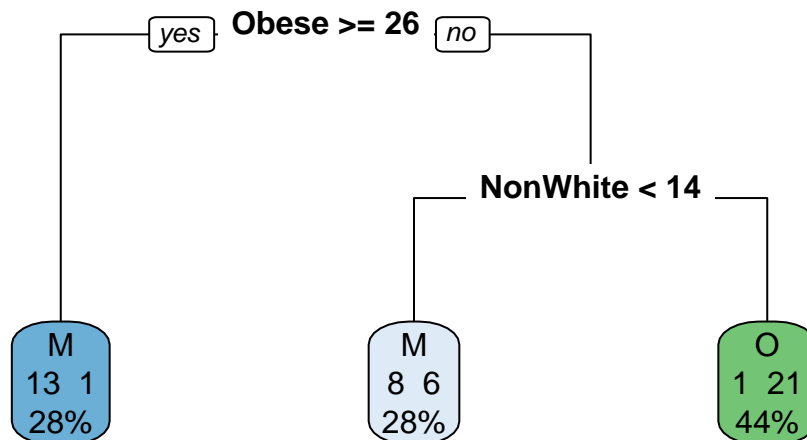 yes Obese >= 26 no
NonWhite < 14
M
13 1
28%
M
8 6
28%
O
1 21
44%